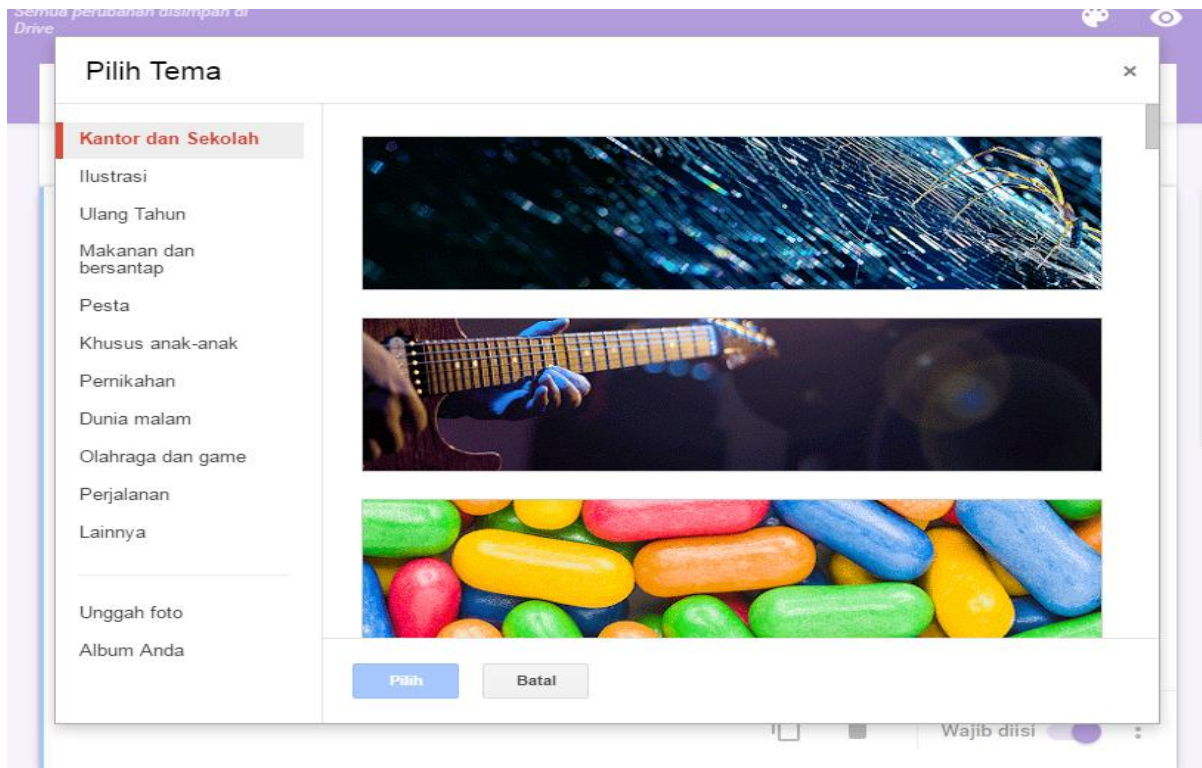 Semua perubahan disimpan di
Drive
Pilih Tema
×
Kantor dan Sekolah
Ilustrasi
Ulang Tahun
Makanan dan
bersantap
Pesta
Khusus anak-anak
Pernikahan
Dunia malam
Olahraga dan game
Perjalanan
Lainnya
Unggah foto
Album Anda
Pilih
Batal
Wajib diisi